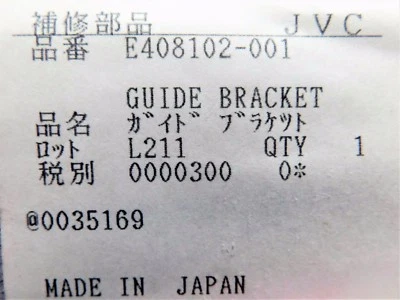 補修部品 JVC
品番 E408102-001
GUIDE BRACKET
品名 ｶﾞｲﾄﾞ ﾌﾞﾗｹﾂﾄ
ﾛｯﾄ L211 QTY 1
税別 0000300 0*
@0035169
MADE IN JAPAN